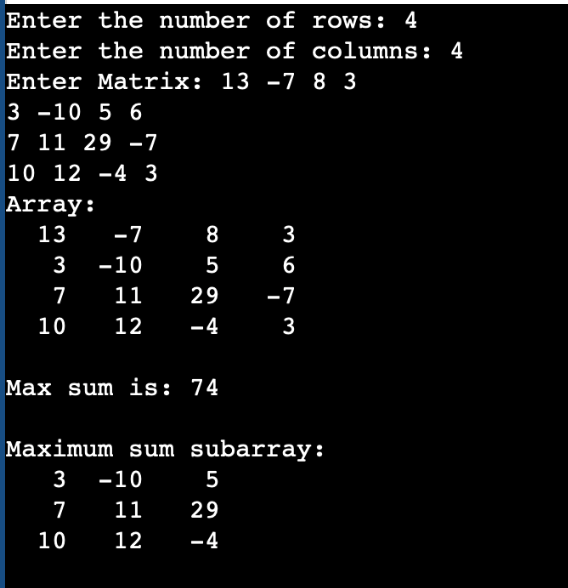 Enter the number of rows: 4
Enter the number of columns: 4
Enter Matrix: 13 -7 8 3
3 -10 5 6
7 11 29 -7
10 12 -4 3
Array:
13 -7 8 3
3 -10 5 6
7 11 29 -7
10 12 -4 3
Max sum is: 74
Maximum sum subarray:
3 -10 5
7 11 29
10 12 -4